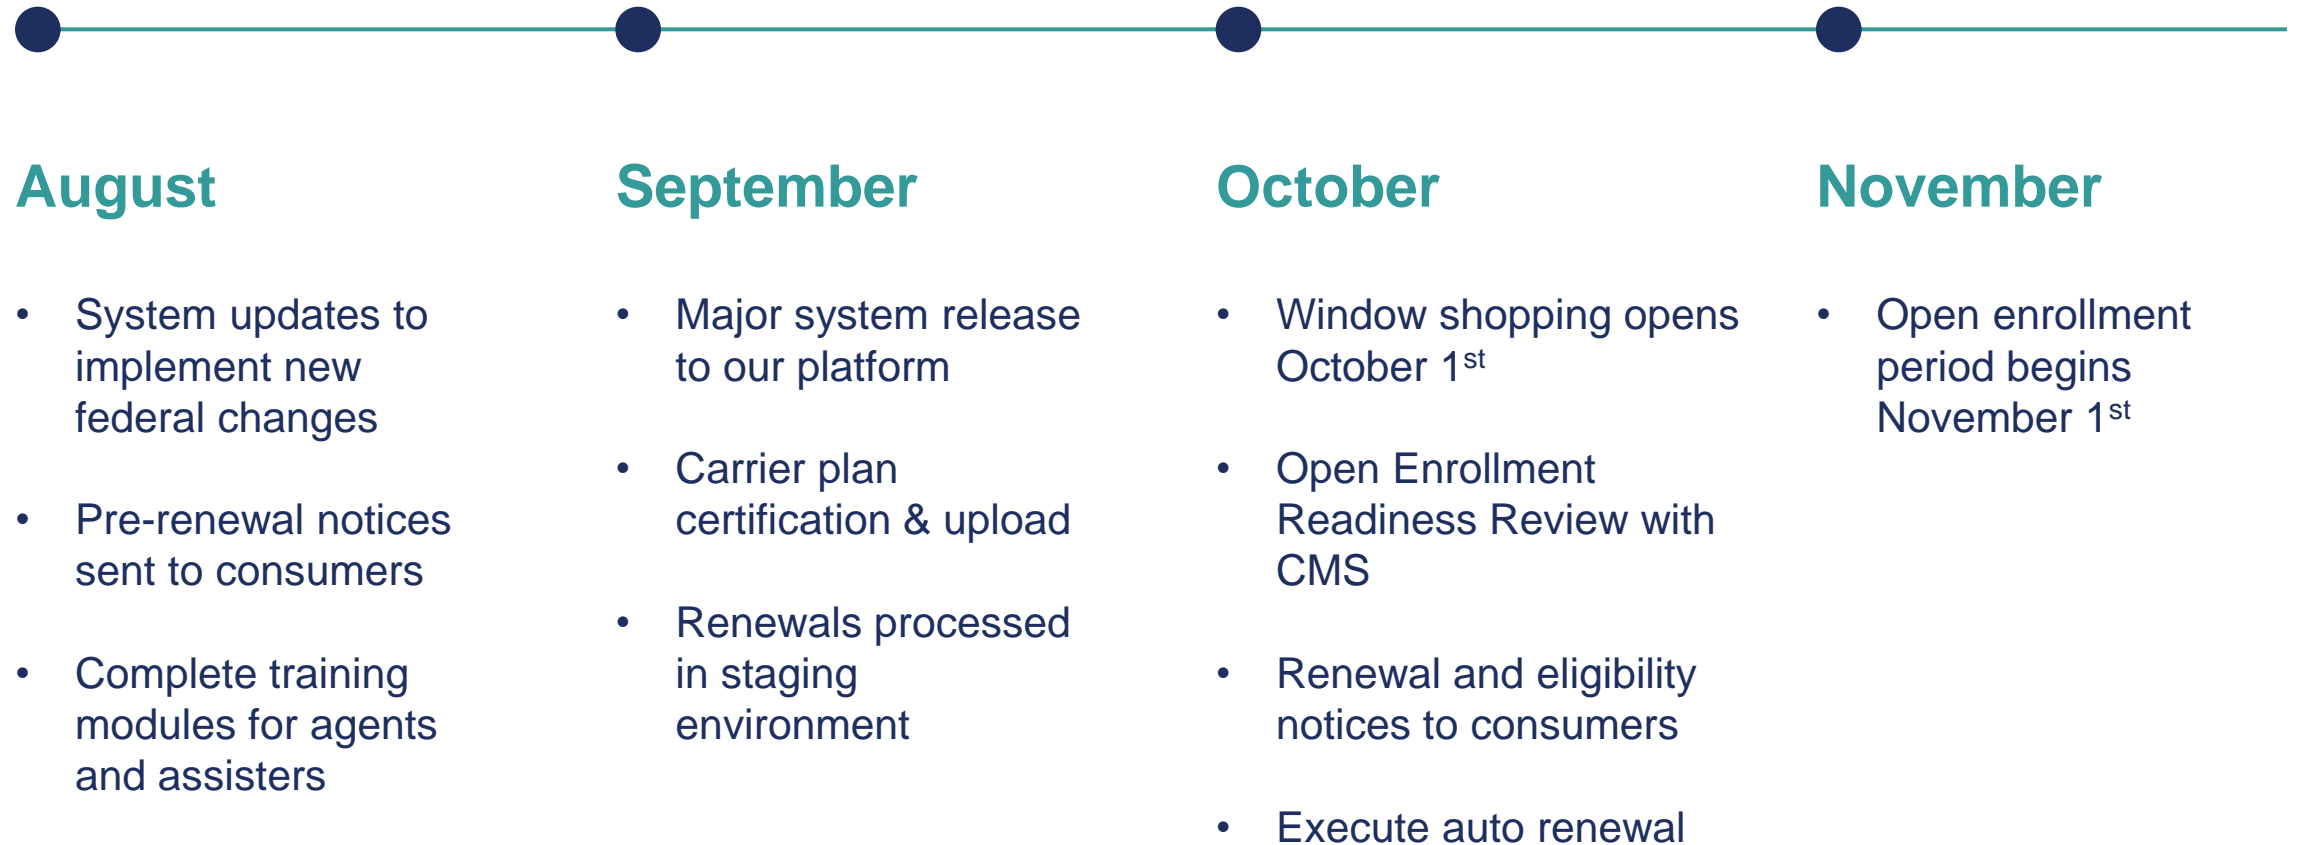 August
• System updates to
implement new
federal changes
• Pre-renewal notices
sent to consumers
• Complete training
modules for agents
and assisters
September
• Major system release
to our platform
• Carrier plan
certification & upload
• Renewals processed
in staging
environment
October
• Window shopping opens
October 1st
• Open Enrollment
Readiness Review with
CMS
• Renewal and eligibility
notices to consumers
• Execute auto renewal
November
• Open enrollment
period begins
November 1st